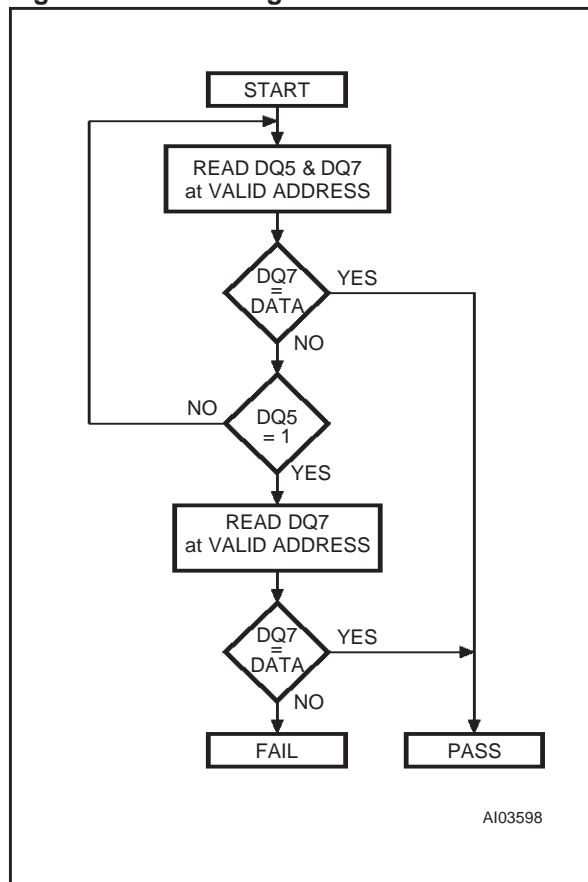 START
READ DQ5 & DQ7
at VALID ADDRESS
DQ7
=
DATA
YES
NO
NO
DQ5
= 1
YES
READ DQ7
at VALID ADDRESS
DQ7
=
DATA
YES
NO
FAIL
PASS
AI03598